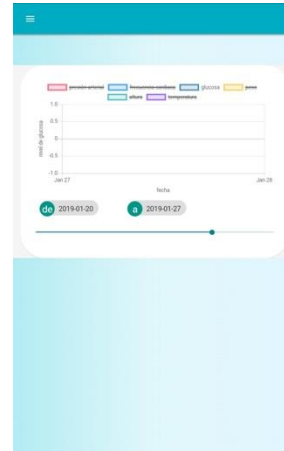 presión arterial frecuencia cardiaca glucosa peso
altura temperatura
1.0
0.5
0
-0.5
-1.0
nivel de glucosa
Jan 27 Jan 28
fecha
de 2019-01-20 a 2019-01-27